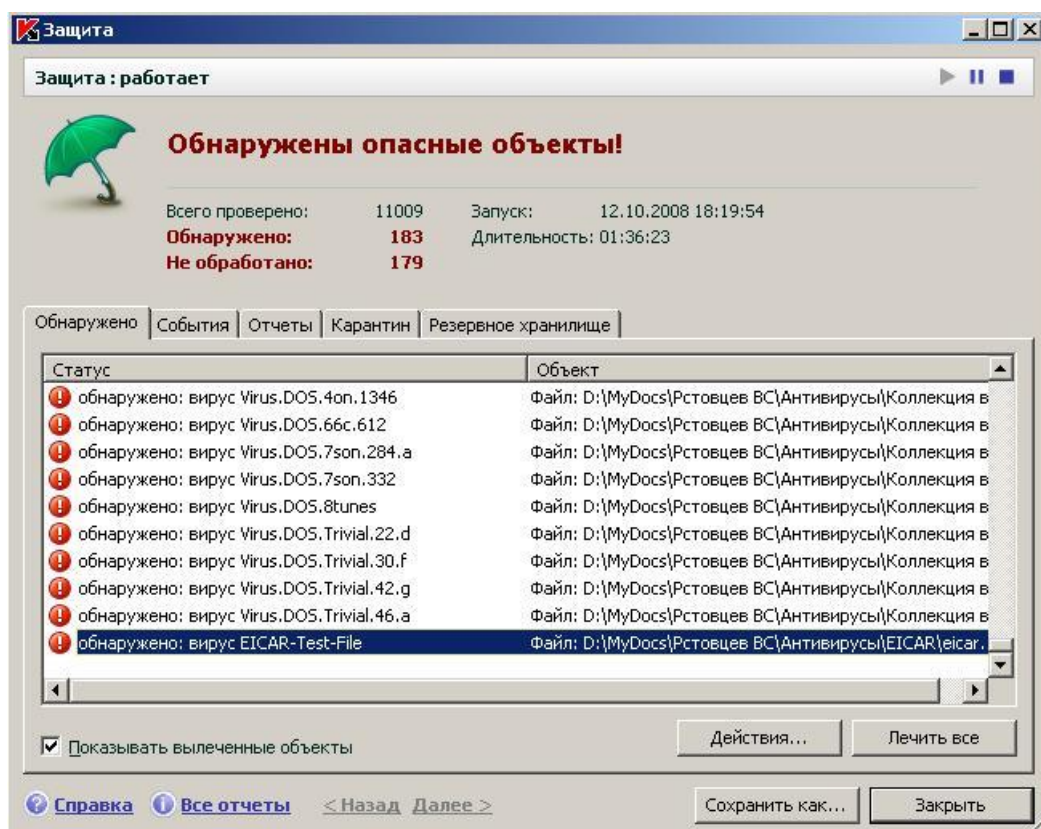 Защита
Защита : работает
Обнаружены опасные объекты!
Всего проверено: 11009 Запуск: 12.10.2008 18:19:54
Обнаружено: 183 Длительность: 01:36:23
Не обработано: 179
Обнаружено События Отчеты Карантин Резервное хранилище
Статус Объект
обнаружено: вирус Virus.DOS.4on.1346 Файл: D:\MyDocs\Рстовцев ВС\Антивирусы\Коллекция в
обнаружено: вирус Virus.DOS.66c.612 Файл: D:\MyDocs\Рстовцев ВС\Антивирусы\Коллекция в
обнаружено: вирус Virus.DOS.7son.284.a Файл: D:\MyDocs\Рстовцев ВС\Антивирусы\Коллекция в
обнаружено: вирус Virus.DOS.7son.332 Файл: D:\MyDocs\Рстовцев ВС\Антивирусы\Коллекция в
обнаружено: вирус Virus.DOS.8tunes Файл: D:\MyDocs\Рстовцев ВС\Антивирусы\Коллекция в
обнаружено: вирус Virus.DOS.Trivial.22.d Файл: D:\MyDocs\Рстовцев ВС\Антивирусы\Коллекция в
обнаружено: вирус Virus.DOS.Trivial.30.f Файл: D:\MyDocs\Рстовцев ВС\Антивирусы\Коллекция в
обнаружено: вирус Virus.DOS.Trivial.42.g Файл: D:\MyDocs\Рстовцев ВС\Антивирусы\Коллекция в
обнаружено: вирус Virus.DOS.Trivial.46.a Файл: D:\MyDocs\Рстовцев ВС\Антивирусы\Коллекция в
обнаружено: вирус EICAR-Test-File Файл: D:\MyDocs\Рстовцев ВС\Антивирусы\EICAR\eicar.
Показывать вылеченные объекты Действия... Лечить все
Справка Все отчеты < Назад Далее > Сохранить как... Закрыть